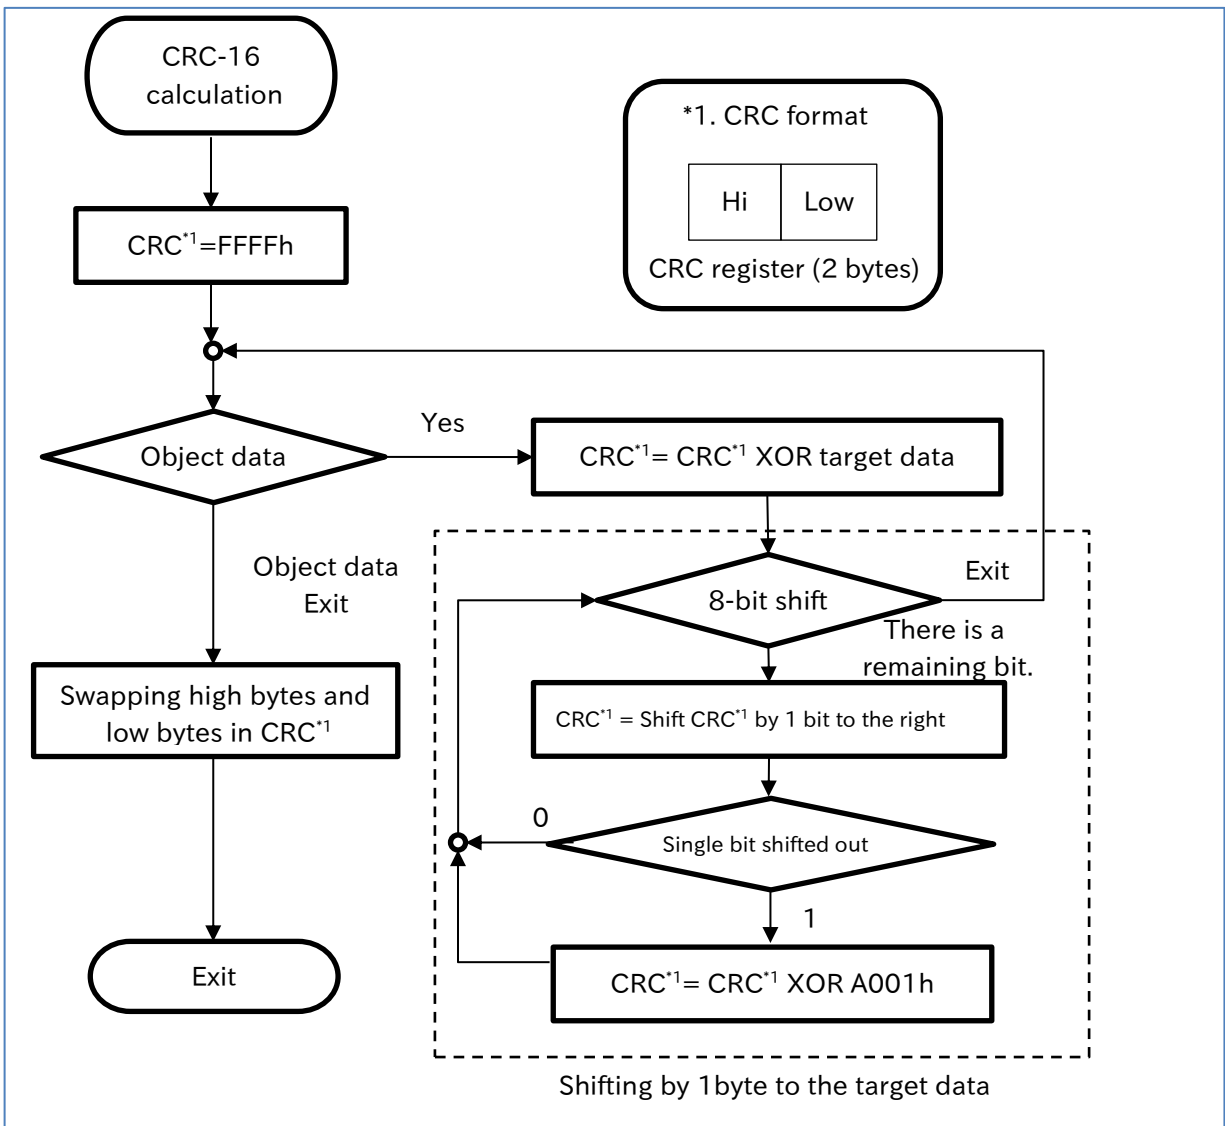 CRC-16
calculation
*1. CRC format
Hi
Low
CRC register (2 bytes)
CRC*1=FFFFh
Object data
Yes
CRC*1= CRC*1 XOR target data
Object data
Exit
8-bit shift
Exit
There is a
remaining bit.
Swapping high bytes and
low bytes in CRC*1
CRC*1 = Shift CRC*1 by 1 bit to the right
0
Single bit shifted out
1
CRC*1= CRC*1 XOR A001h
Exit
Shifting by 1byte to the target data